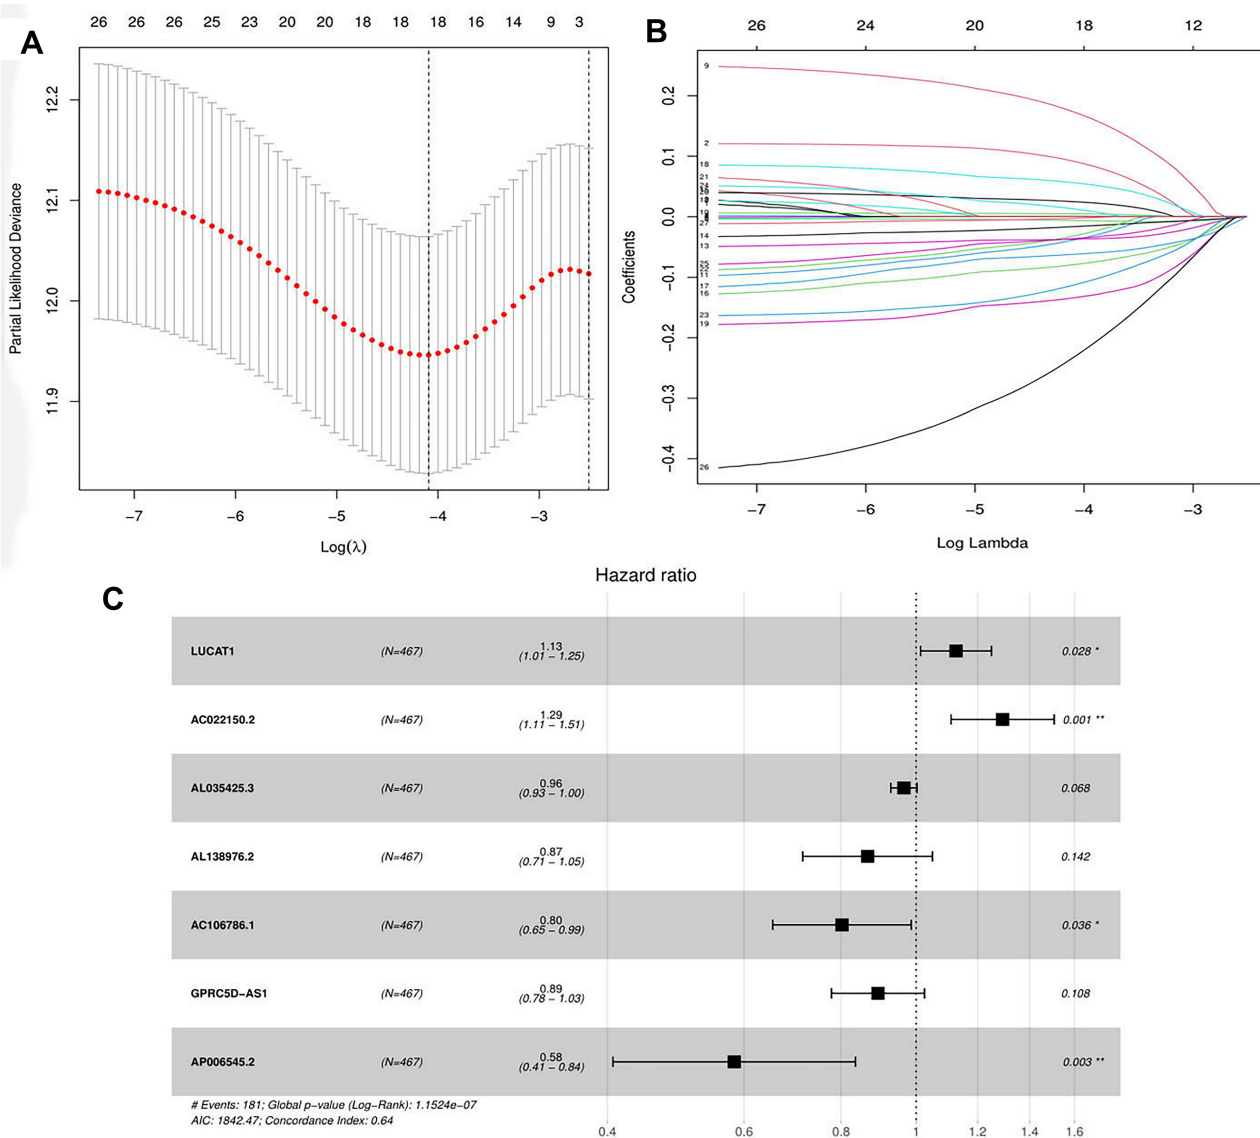 A
26 26 26 25 23 20 20 18 18 18 16 14 9 3
Partial Likelihood Deviance
12.2
12.1
12.0
11.9
−7 −6 −5 −4 −3
Log(λ)
B
26 24 20 18 12
Coefficients
0.2
0.1
0.0
−0.1
−0.2
−0.3
−0.4
9
2
18
21
14
13
25
11
17
16
23
19
26
−7 −6 −5 −4 −3
Log Lambda
C
Hazard ratio
LUCAT1 (N=467) 1.13 0.028 *
(1.01 − 1.25)
AC022150.2 (N=467) 1.29 0.001 **
(1.11 − 1.51)
AL035425.3 (N=467) 0.96 0.068
(0.93 − 1.00)
AL138976.2 (N=467) 0.87 0.142
(0.71 − 1.05)
AC106786.1 (N=467) 0.80 0.036 *
(0.65 − 0.99)
GPRC5D−AS1 (N=467) 0.89 0.108
(0.78 − 1.03)
AP006545.2 (N=467) 0.58 0.003 **
(0.41 − 0.84)
# Events: 181; Global p−value (Log−Rank): 1.1524e−07
AIC: 1842.47; Concordance Index: 0.64
0.4 0.6 0.8 1 1.2 1.4 1.6